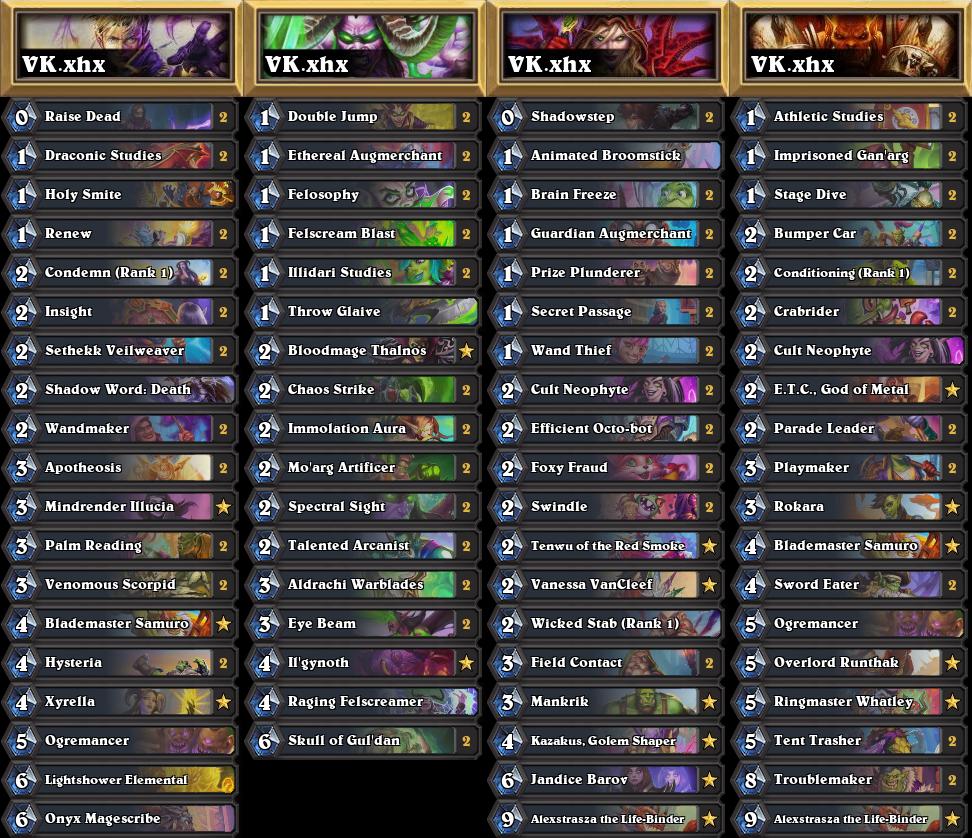 VK.xhx
0 Raise Dead 2
1 Draconic Studies 2
1 Holy Smite 2
1 Renew 2
2 Condemn (Rank 1) 2
2 Insight 2
2 Sethekk Veilweaver 2
2 Shadow Word: Death
2 Wandmaker 2
3 Apotheosis 2
3 Mindrender Illucia
3 Palm Reading 2
3 Venomous Scorpid 2
4 Blademaster Samuro
4 Hysteria 2
4 Xyrella
5 Ogremancer
6 Lightshower Elemental
6 Onyx Magescribe
VK.xhx
1 Double Jump 2
1 Ethereal Augmerchant 2
1 Felosophy 2
1 Felscream Blast 2
1 Illidari Studies 2
1 Throw Glaive
2 Bloodmage Thalnos
2 Chaos Strike 2
2 Immolation Aura 2
2 Mo'arg Artificer 2
2 Spectral Sight 2
2 Talented Arcanist 2
3 Aldrachi Warblades 2
3 Eye Beam 2
4 Il'gynoth
4 Raging Felscreamer
6 Skull of Gul'dan 2
VK.xhx
0 Shadowstep 2
1 Animated Broomstick
1 Brain Freeze 2
1 Guardian Augmerchant 2
1 Prize Plunderer 2
1 Secret Passage 2
1 Wand Thief 2
2 Cult Neophyte 2
2 Efficient Octo-bot 2
2 Foxy Fraud 2
2 Swindle 2
2 Tenwu of the Red Smoke
2 Vanessa VanCleef
2 Wicked Stab (Rank 1)
3 Field Contact 2
3 Mankrik
4 Kazakus, Golem Shaper
6 Jandice Barov
9 Alexstrasza the Life-Binder
VK.xhx
1 Athletic Studies 2
1 Imprisoned Gan'arg 2
1 Stage Dive 2
2 Bumper Car 2
2 Conditioning (Rank 1) 2
2 Crabrider 2
2 Cult Neophyte
2 E.T.C., God of Metal
2 Parade Leader 2
3 Playmaker 2
3 Rokara
4 Blademaster Samuro
4 Sword Eater 2
5 Ogremancer
5 Overlord Runthak
5 Ringmaster Whatley
5 Tent Trasher 2
8 Troublemaker 2
9 Alexstrasza the Life-Binder